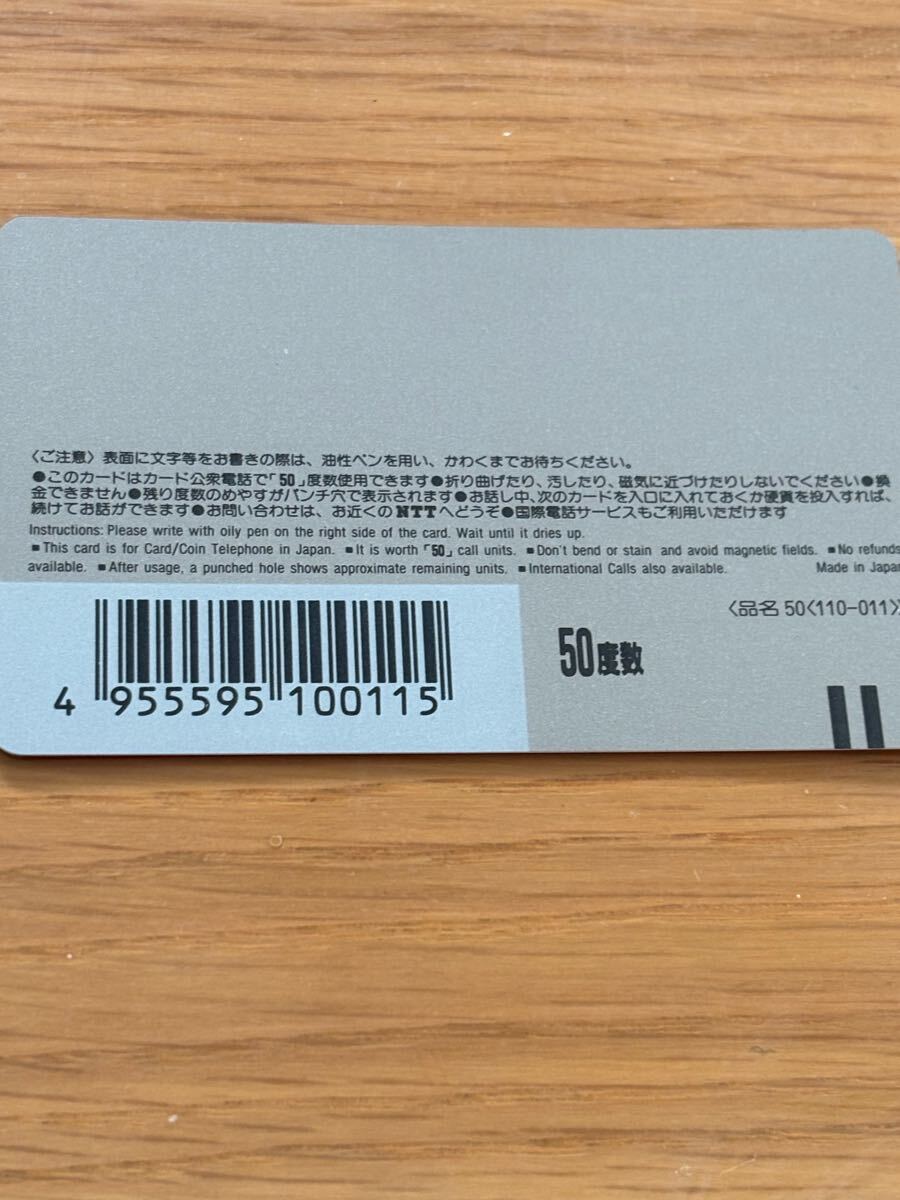 〈ご注意〉表面に文字等をお書きの際は、油性ペンを用い、かわくまでお待ちください。
●このカードはカード公衆電話で「50」度数使用できます●折り曲げたり、汚したり、磁気に近づけたりしないでください●換
金できません●残り度数のめやすがパンチ穴で表示されます●お話し中、次のカードを入口に入れておくか硬貨を投入すれば、
続けてお話ができます●お問い合わせは、お近くのNTTへどうぞ●国際電話サービスもご利用いただけます
Instructions: Please write with oily pen on the right side of the card. Wait until it dries up.
■This card is for Card/Coin Telephone in Japan. ■It is worth「50」call units. ■Don't bend or stain and avoid magnetic fields. ■No refunds
available. ■After usage, a punched hole shows approximate remaining units. ■International Calls also available. Made in Japan
〈品名 50〈110-011〉
50度数
4 955595 100115